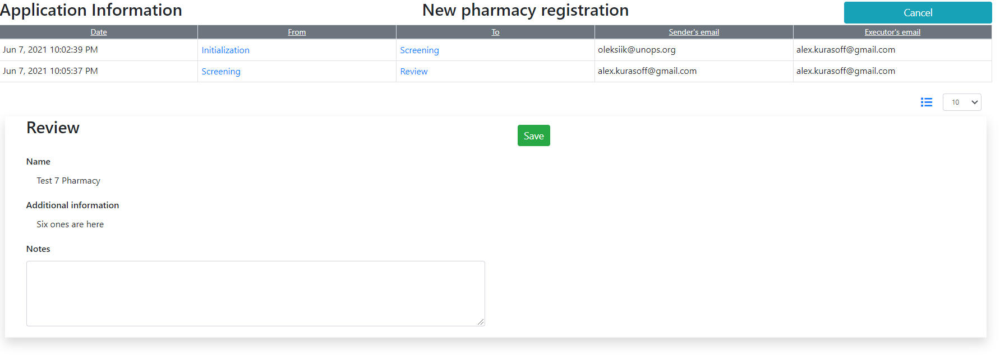 Application Information New pharmacy registration Cancel
Date From To Sender's email Executor's email
Jun 7, 2021 10:02:39 PM Initialization Screening oleksiik@unops.org alex.kurasoff@gmail.com
Jun 7, 2021 10:05:37 PM Screening Review alex.kurasoff@gmail.com alex.kurasoff@gmail.com
10
Review Save
Name
Test 7 Pharmacy
Additional information
Six ones are here
Notes